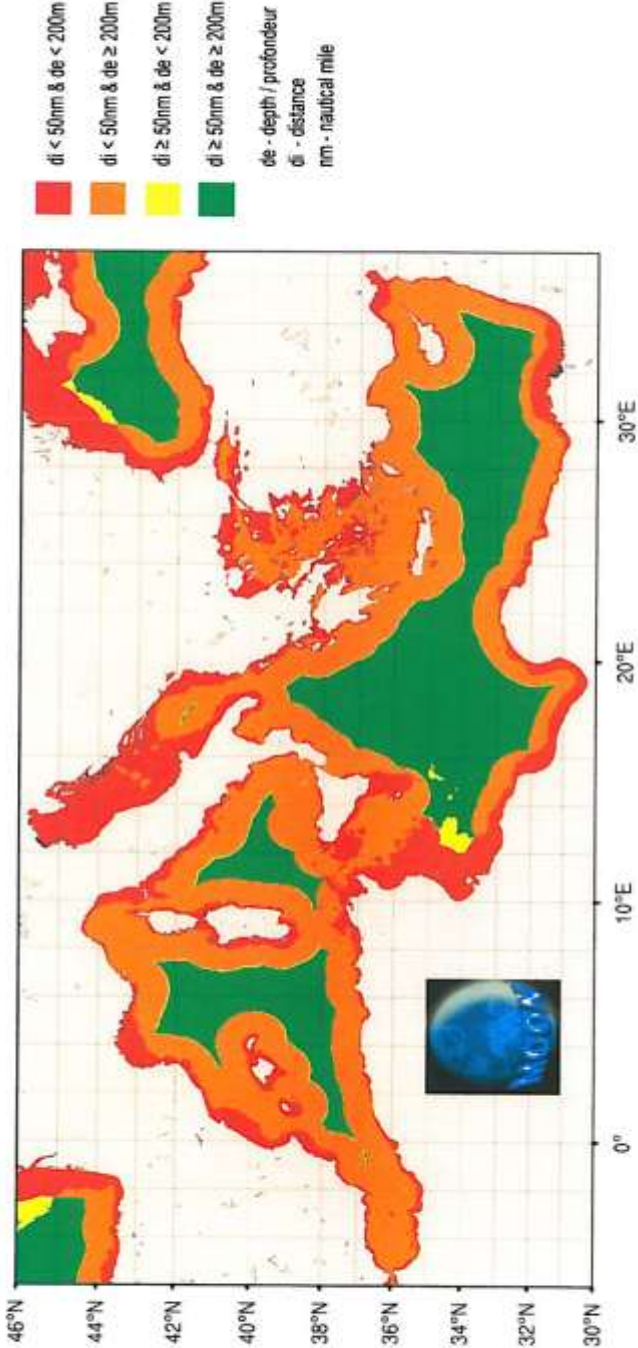 di < 50nm & de < 200m
di < 50nm & de ≥ 200m
di ≥ 50nm & de < 200m
di ≥ 50nm & de ≥ 200m
de - depth / profondeur
di - distance
nm - nautical mile
46°N
44°N
42°N
40°N
38°N
36°N
34°N
32°N
30°N
0°
10°E
20°E
30°E
MOON